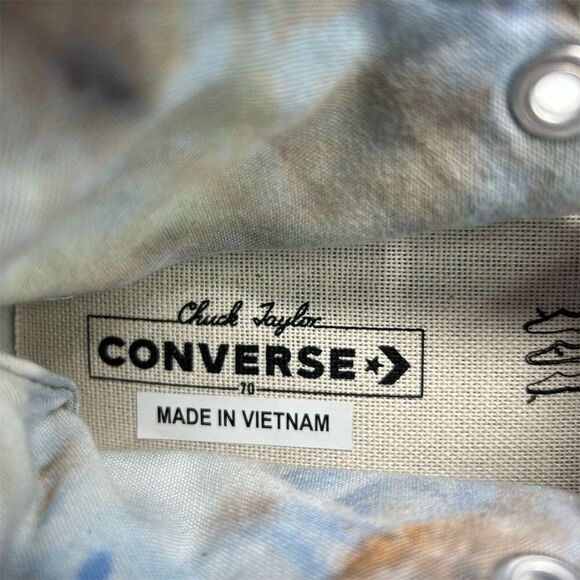 Chuck Taylor
CONVERSE
70
MADE IN VIETNAM